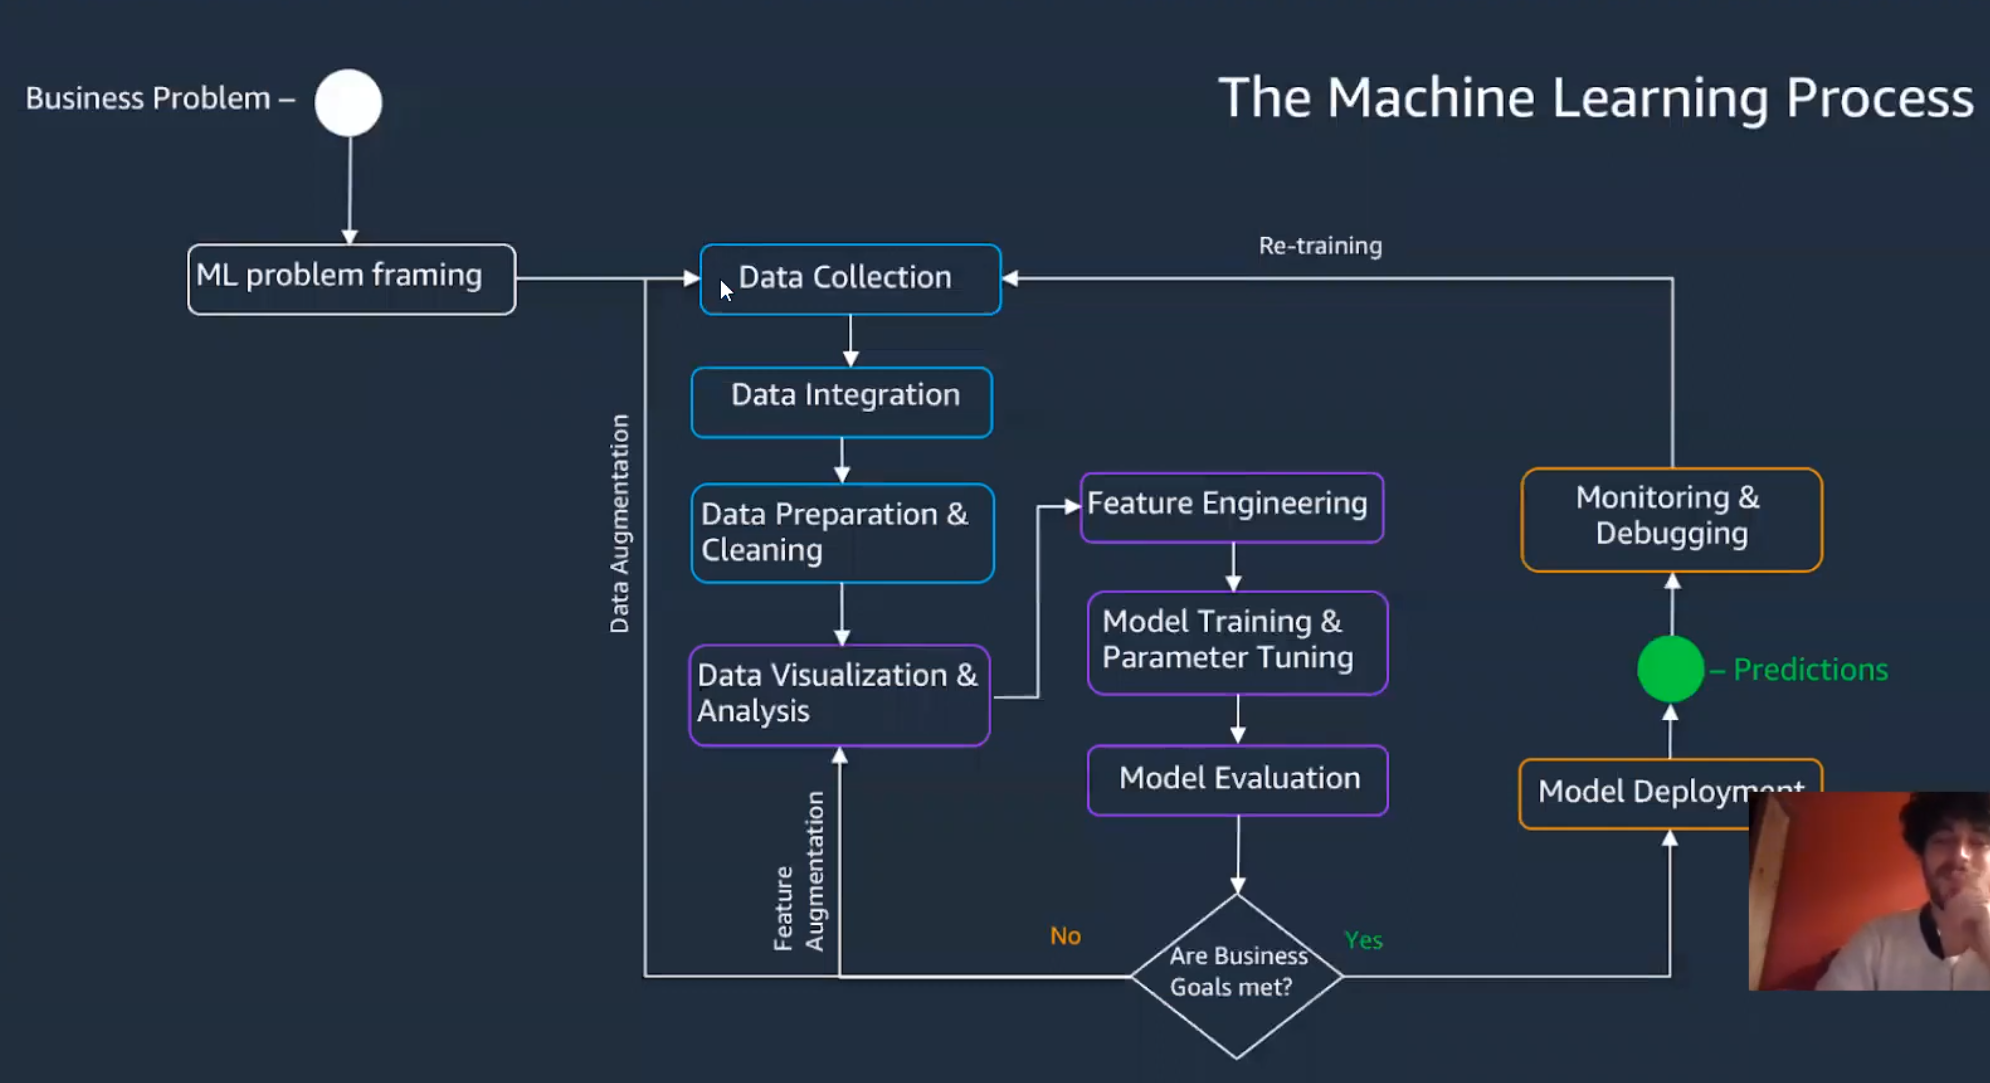 Business Problem –
The Machine Learning Process
ML problem framing
Data Collection
Re-training
Data Integration
Data Augmentation
Data Preparation &
Cleaning
Feature Engineering
Monitoring &
Debugging
Model Training &
Parameter Tuning
Data Visualization &
Analysis
– Predictions
Model Evaluation
Model Deployment
Feature
Augmentation
No
Yes
Are Business
Goals met?